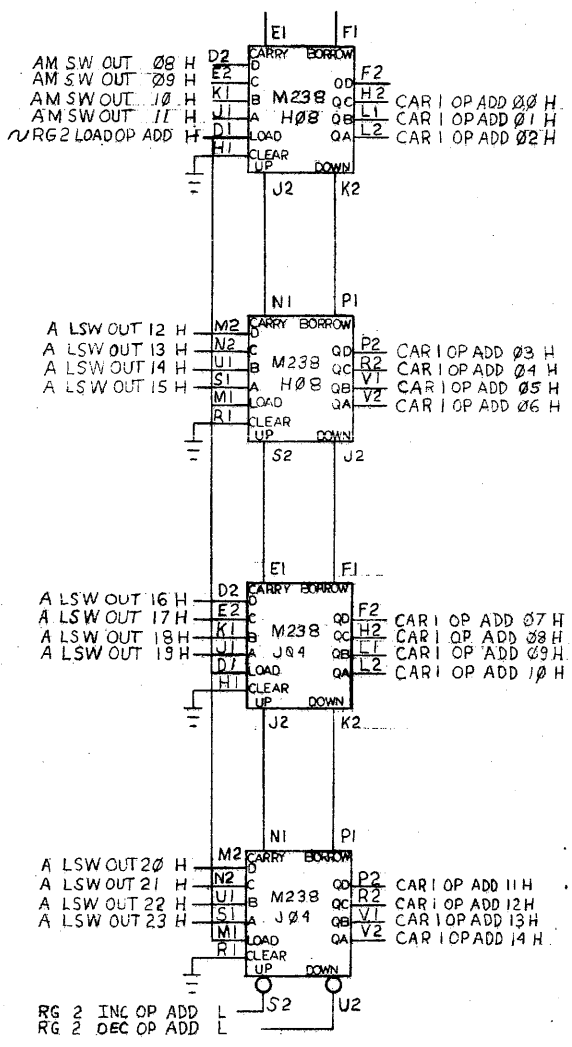 E1 F1
D2 CARRY BORROW
AM SW OUT Ø8 H D F2
AM SW OUT Ø9 H E2 C QD
AM SW OUT 1Ø H K1 B M238 QC H2 CAR 1 OP ADD ØØ H
AM SW OUT 11 H J1 A HØ8 QB L1 CAR 1 OP ADD Ø1 H
~RG2 LOAD OP ADD H D1 LOAD QA L2 CAR 1 OP ADD Ø2 H
H1 CLEAR
UP DOWN
J2 K2
N1 P1
M2 CARRY BORROW
A LSW OUT 12 H D P2
A LSW OUT 13 H N2 C QD CAR 1 OP ADD Ø3 H
A LSW OUT 14 H U1 B M238 QC R2 CAR 1 OP ADD Ø4 H
A LSW OUT 15 H S1 A HØ8 QB V1 CAR 1 OP ADD Ø5 H
M1 LOAD QA V2 CAR 1 OP ADD Ø6 H
R1 CLEAR
UP DOWN
S2 J2
E1 F1
D2 CARRY BORROW
A LSW OUT 16 H D F2
A LSW OUT 17 H E2 C QD CAR 1 OP ADD Ø7 H
A LSW OUT 18 H K1 B M238 QC H2 CAR 1 OP ADD Ø8 H
A LSW OUT 19 H J1 A JØ4 QB L1 CAR 1 OP ADD Ø9 H
D1 LOAD QA L2 CAR 1 OP ADD 1Ø H
H1 CLEAR
UP DOWN
J2 K2
N1 P1
M2 CARRY BORROW
A LSW OUT 2Ø H D P2
A LSW OUT 21 H N2 C QD CAR 1 OP ADD 11 H
A LSW OUT 22 H U1 B M238 QC R2 CAR 1 OP ADD 12 H
A LSW OUT 23 H S1 A JØ4 QB V1 CAR 1 OP ADD 13 H
M1 LOAD QA V2 CAR 1 OP ADD 14 H
R1 CLEAR
UP DOWN
S2 U2
RG 2 INC OP ADD L
RG 2 DEC OP ADD L